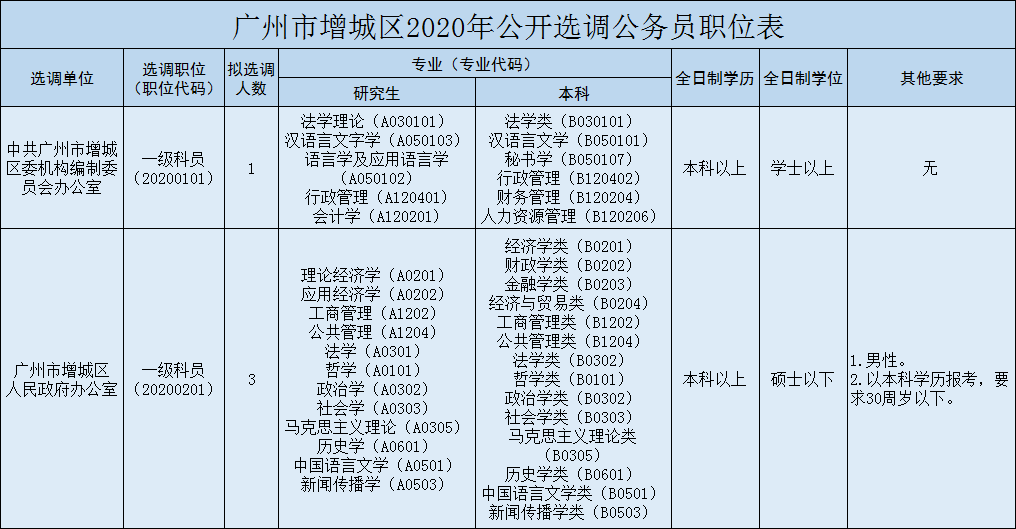 广州市增城区2020年公开选调公务员职位表
选调单位
选调职位
（职位代码）
拟选调
人数
专业（专业代码）
研究生
本科
全日制学历
全日制学位
其他要求
中共广州市增城
区委机构编制委
员会办公室
一级科员
（20200101）
1
法学理论（A030101）
汉语言文字学（A050103）
语言学及应用语言学
（A050102）
行政管理（A120401）
会计学（A120201）
法学类（B030101）
汉语言文学（B050101）
秘书学（B050107）
行政管理（B120402）
财务管理（B120204）
人力资源管理（B120206）
本科以上
学士以上
无
广州市增城区
人民政府办公室
一级科员
（20200201）
3
理论经济学（A0201）
应用经济学（A0202）
工商管理（A1202）
公共管理（A1204）
法学（A0301）
哲学（A0101）
政治学（A0302）
社会学（A0303）
马克思主义理论（A0305）
历史学（A0601）
中国语言文学（A0501）
新闻传播学（A0503）
经济学类（B0201）
财政学类（B0202）
金融学类（B0203）
经济与贸易类（B0204）
工商管理类（B1202）
公共管理类（B1204）
法学类（B0302）
哲学类（B0101）
政治学类（B0302）
社会学类（B0303）
马克思主义理论类
（B0305）
历史学类（B0601）
中国语言文学类（B0501）
新闻传播学类（B0503）
本科以上
硕士以下
1.男性。
2.以本科学历报考，要
求30周岁以下。